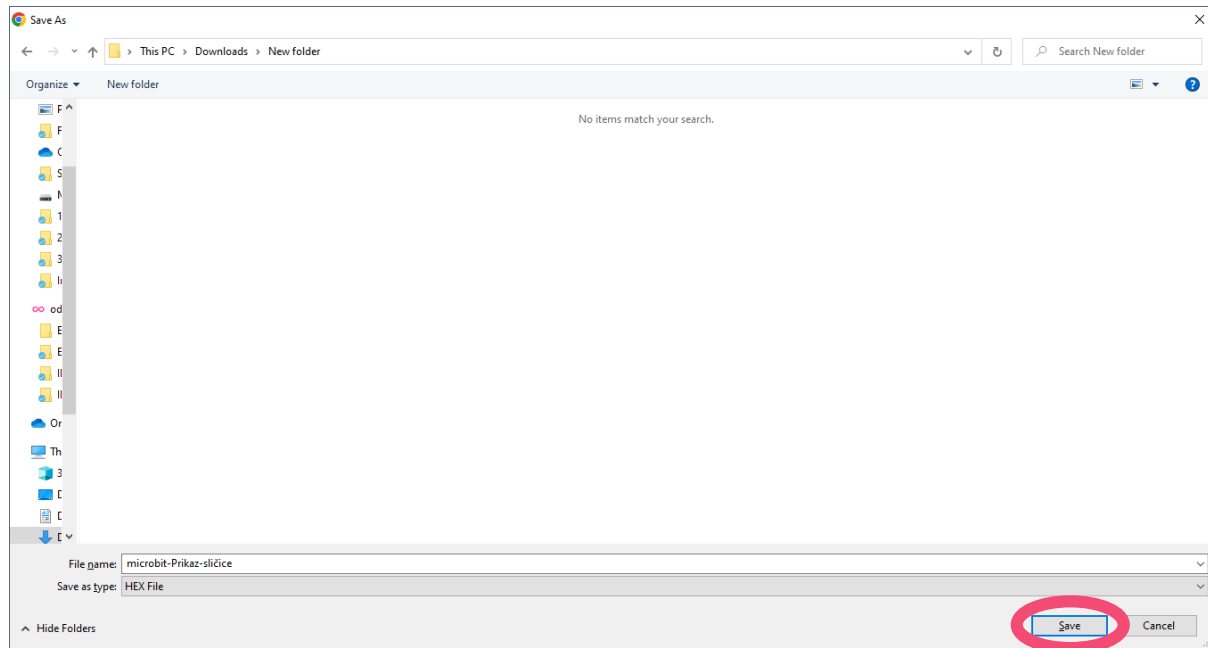 Save As
This PC › Downloads › New folder
Search New folder
Organize
New folder
No items match your search.
File name: microbit-Prikaz-sličice
Save as type: HEX File
Hide Folders
Save
Cancel